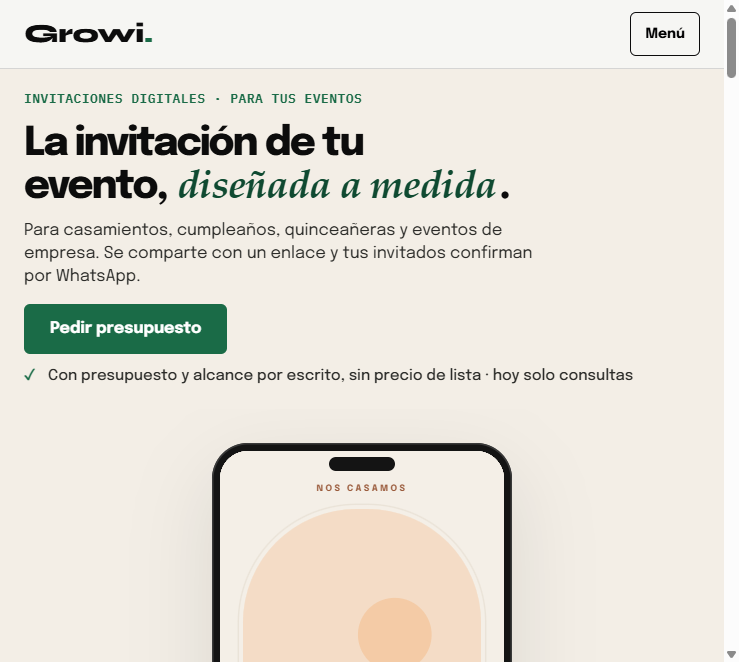 Growi.
Menú
INVITACIONES DIGITALES · PARA TUS EVENTOS
La invitación de tu
evento, diseñada a medida.
Para casamientos, cumpleaños, quinceañeras y eventos de
empresa. Se comparte con un enlace y tus invitados confirman
por WhatsApp.
Pedir presupuesto
✓ Con presupuesto y alcance por escrito, sin precio de lista · hoy solo consultas
NOS CASAMOS